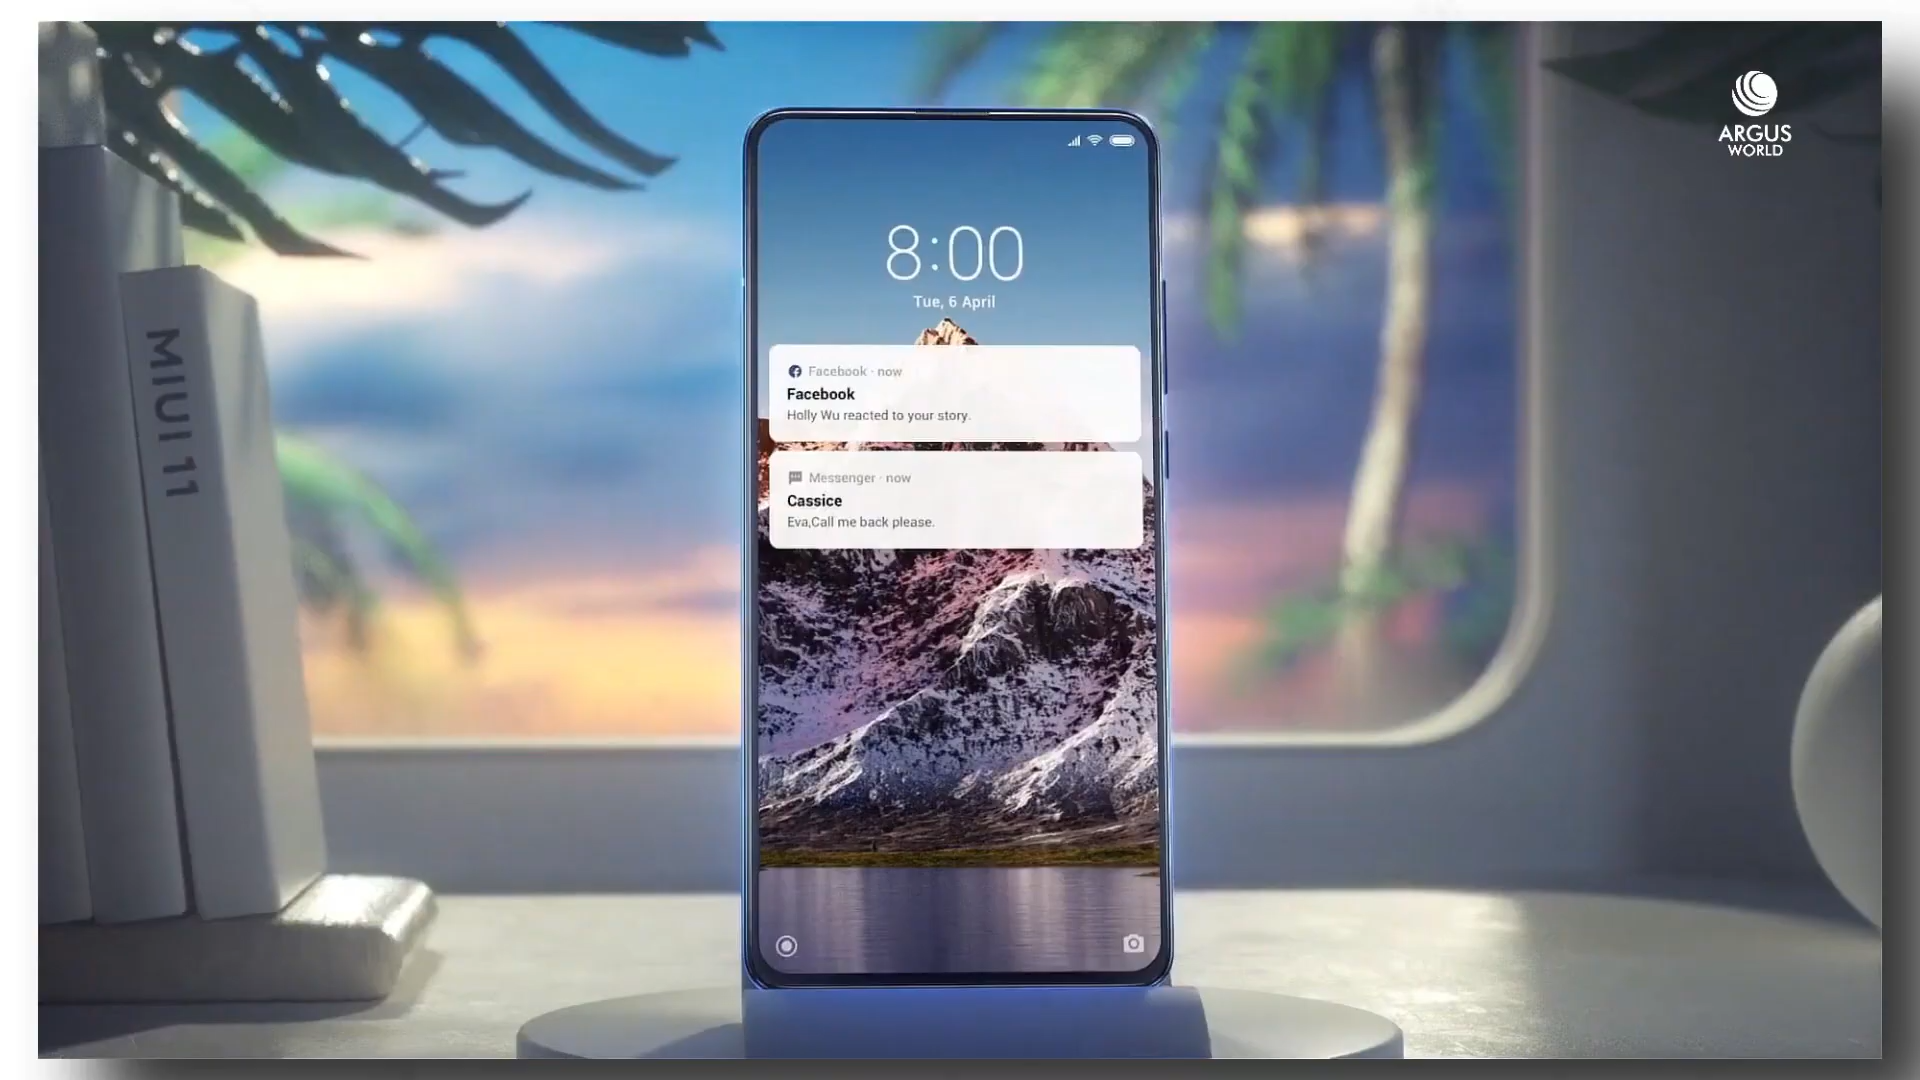 ARGUS
WORLD
8:00
Tue, 6 April
Facebook · now
Facebook
Holly Wu reacted to your story.
Messenger · now
Cassice
Eva,Call me back please.
MIUI 11